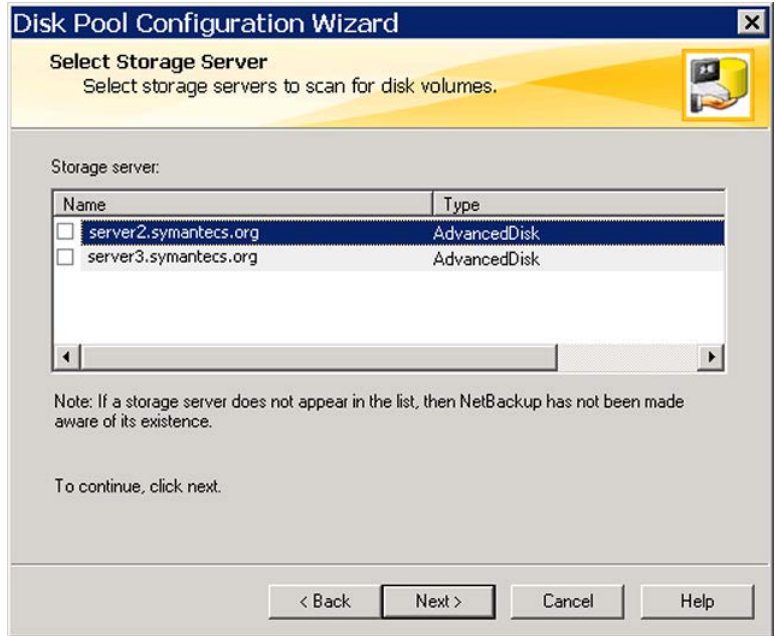 Disk Pool Configuration Wizard
Select Storage Server
Select storage servers to scan for disk volumes.
Storage server:
Name Type
server2.symantecs.org AdvancedDisk
server3.symantecs.org AdvancedDisk
Note: If a storage server does not appear in the list, then NetBackup has not been made
aware of its existence.
To continue, click next.
< Back Next > Cancel Help